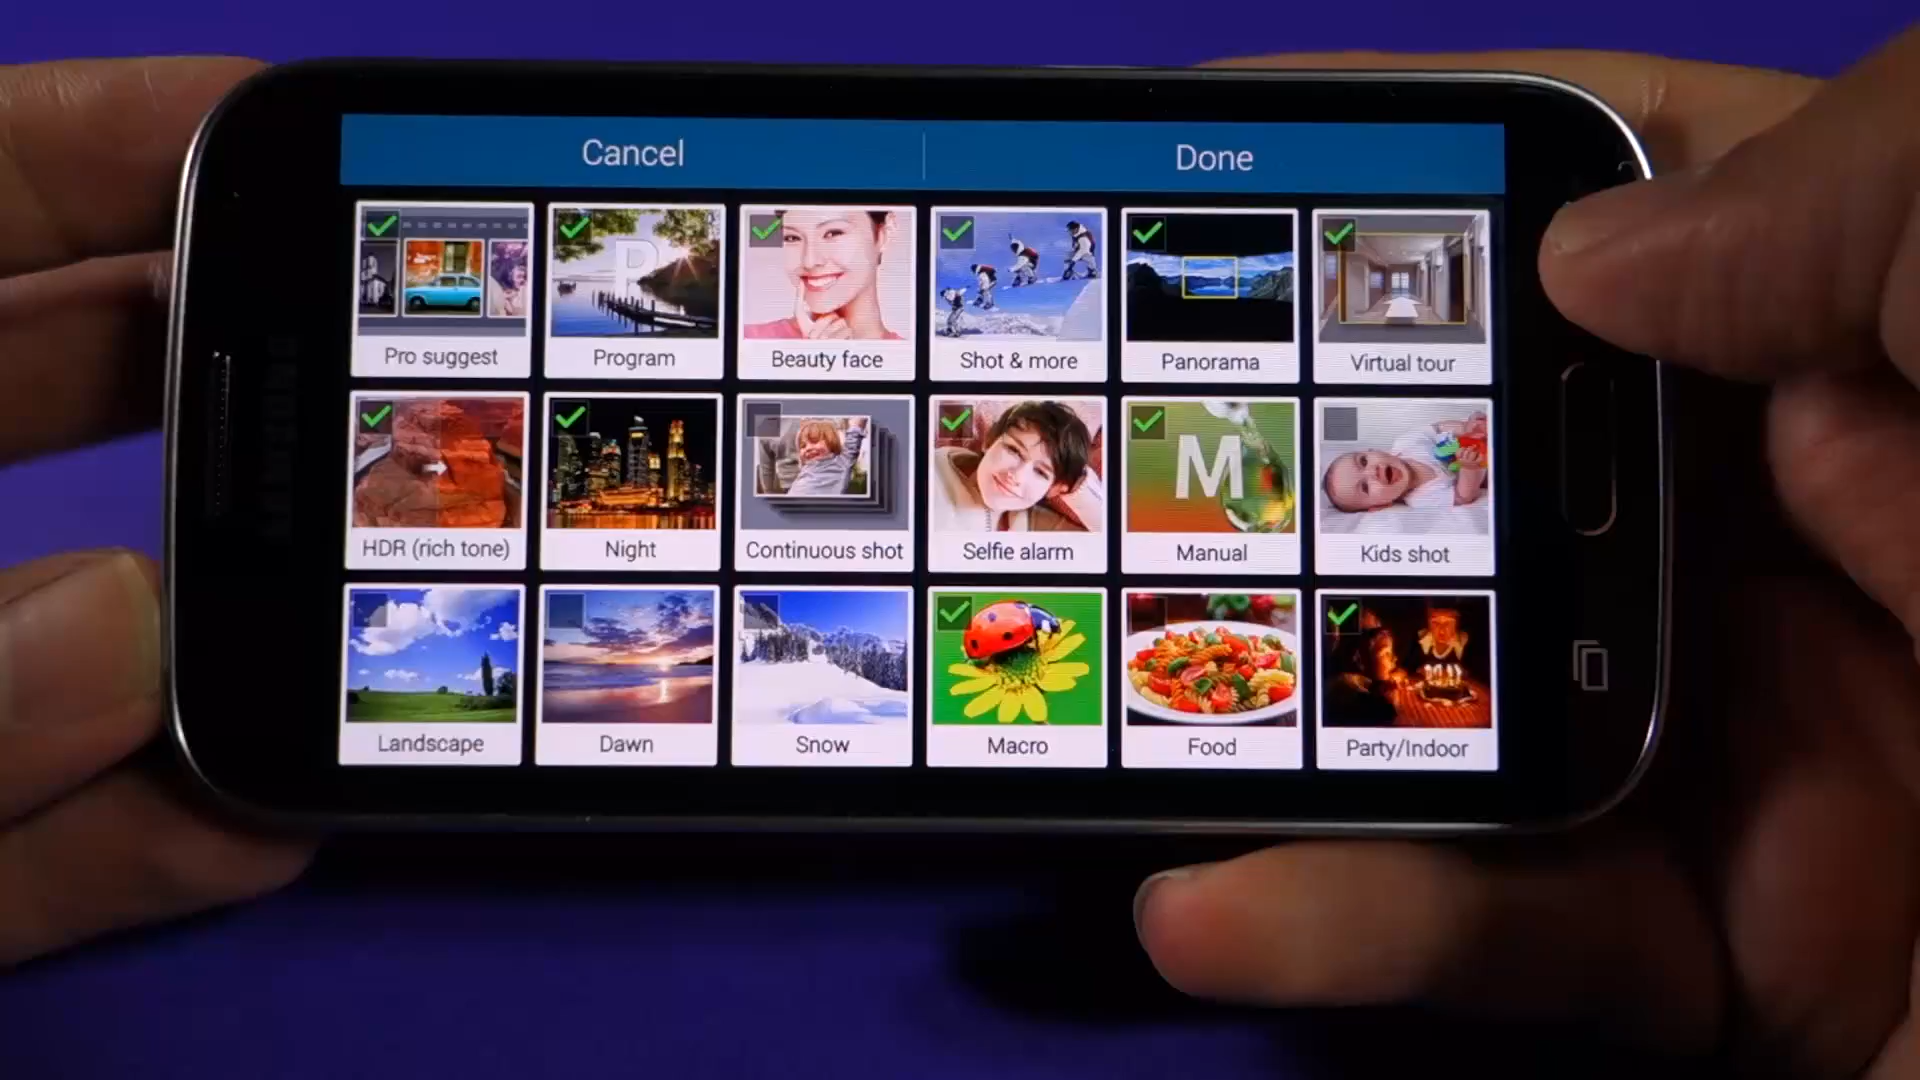 Cancel
Done
Pro suggest
P
Program
Beauty face
Shot & more
Panorama
Virtual tour
HDR (rich tone)
Night
Continuous shot
Selfie alarm
M
Manual
Kids shot
Landscape
Dawn
Snow
Macro
Food
Party/Indoor